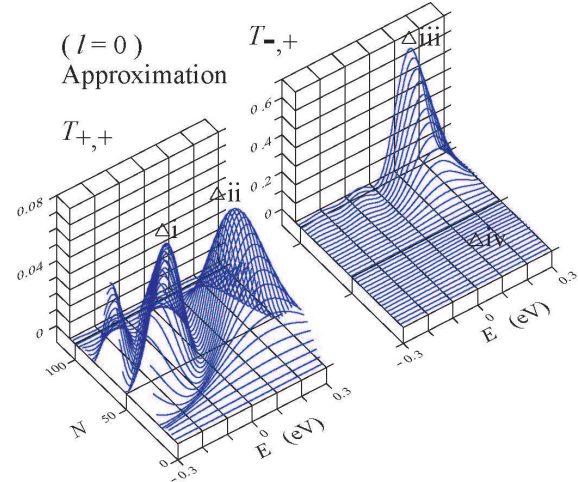 ( l = 0 )
Approximation
T+,+
T-,+
△iii
0.6
0.4
0.2
0
△iv
0.08
0.04
0
△i
△ii
100
50
0
N
-0.3
0
0.3
E (eV)
-0.3
0
0.3
E (eV)